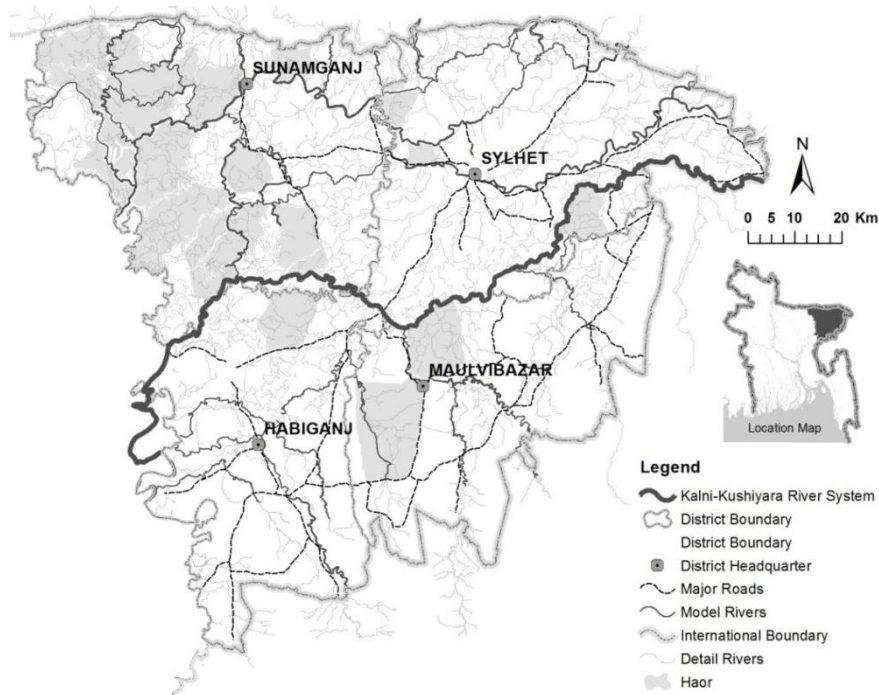 SUNAMGANJ
SYLHET
N
0 5 10 20 Km
MAULVIBAZAR
HABIGANJ
Location Map
Legend
Kalni-Kushiyara River System
District Boundary
District Boundary
District Headquarter
Major Roads
Model Rivers
International Boundary
Detail Rivers
Haor